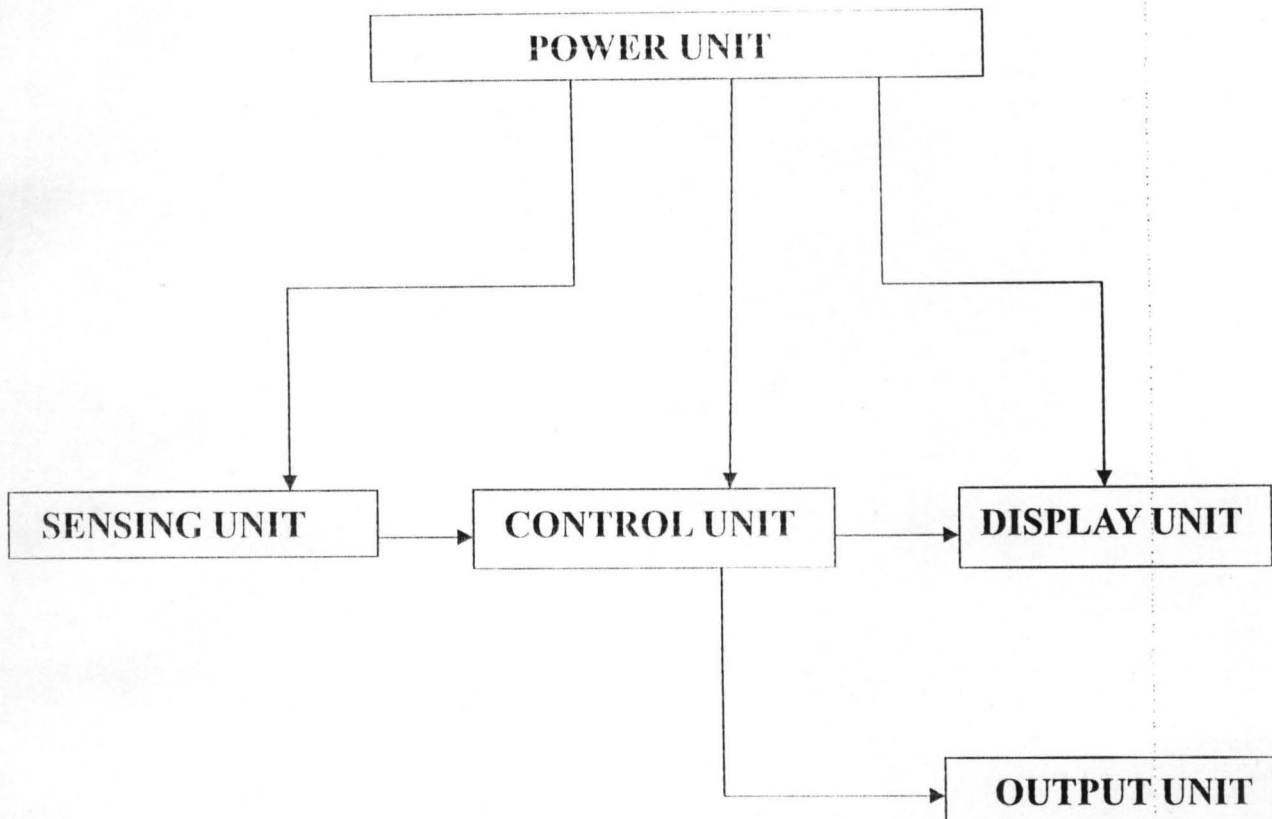 POWER UNIT
SENSING UNIT
CONTROL UNIT
DISPLAY UNIT
OUTPUT UNIT